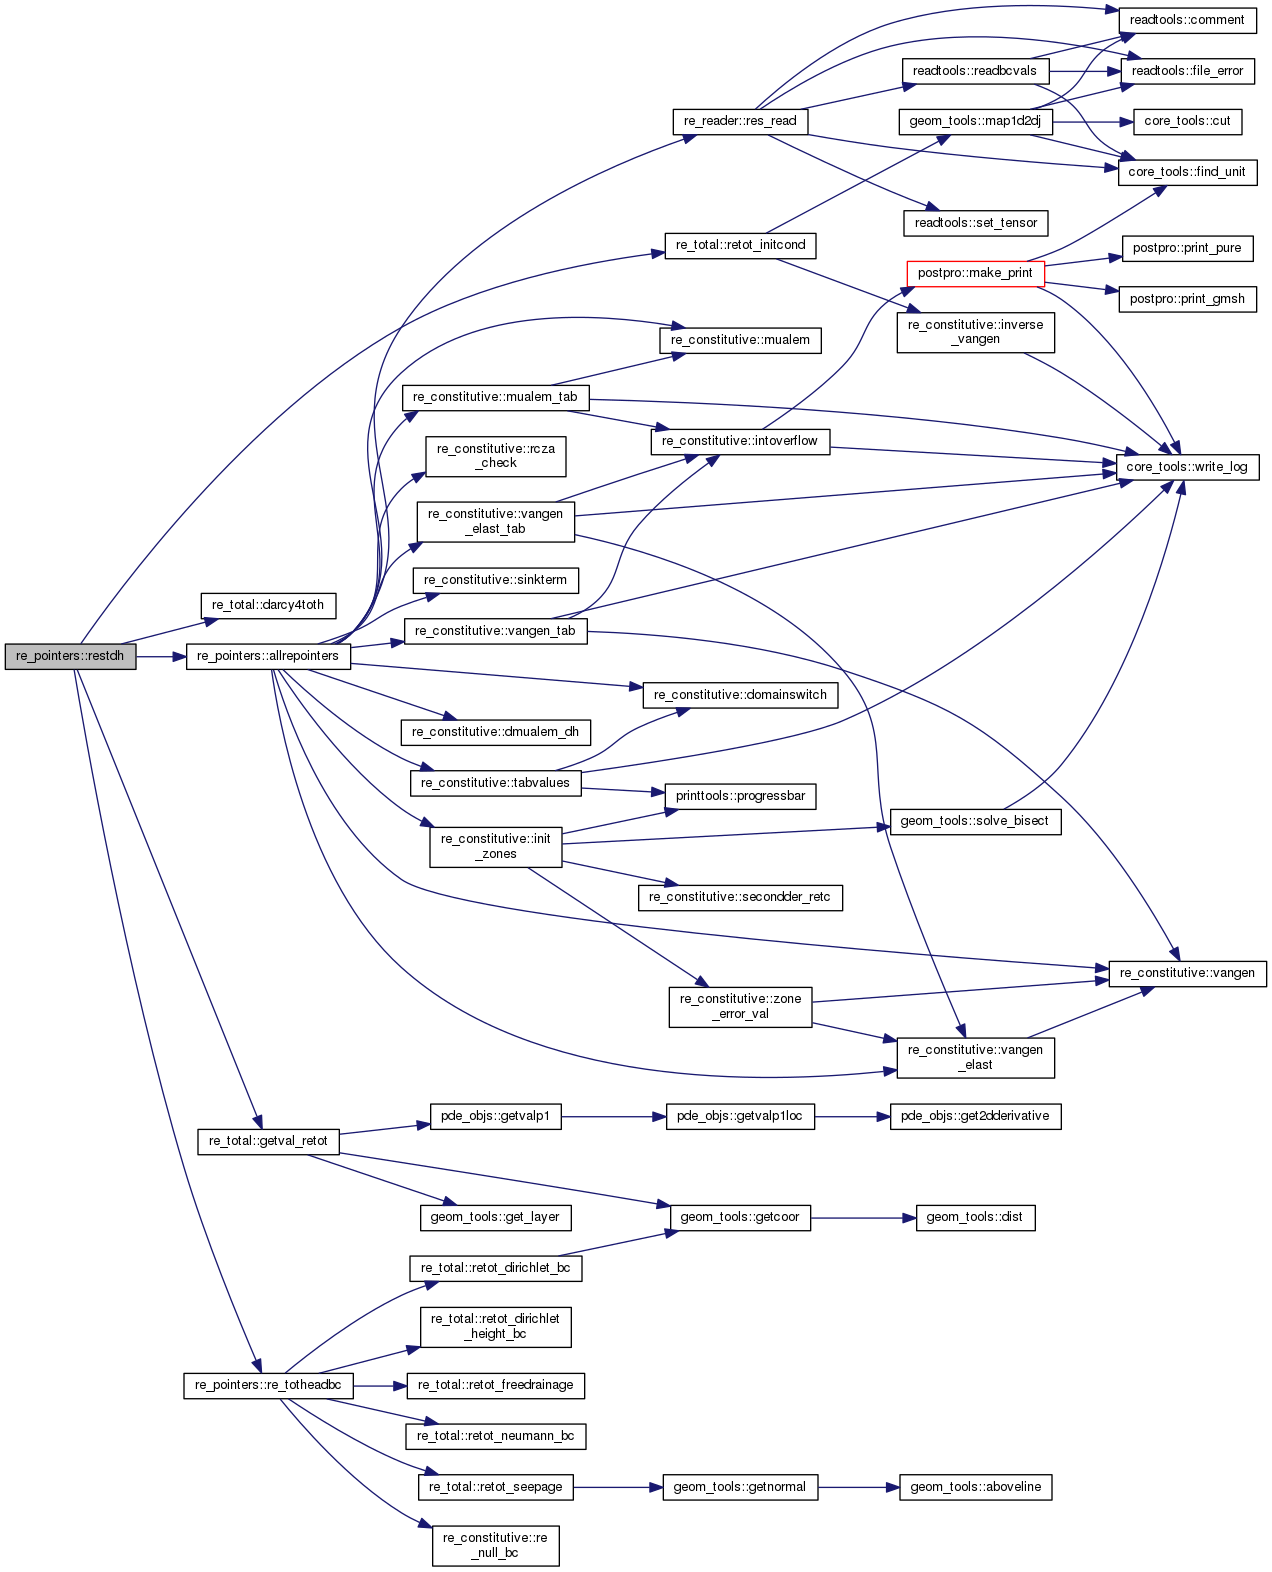 readtools::comment
readtools::readbcvals
readtools::file_error
re_reader::res_read
geom_tools::map1d2dj
core_tools::cut
core_tools::find_unit
readtools::set_tensor
re_total::retot_initcond
postpro::print_pure
postpro::make_print
postpro::print_gmsh
re_constitutive::inverse
_vangen
re_constitutive::mualem
re_constitutive::mualem_tab
re_constitutive::intoverflow
re_constitutive::rcza
_check
core_tools::write_log
re_constitutive::vangen
_elast_tab
re_constitutive::sinkterm
re_total::darcy4toth
re_constitutive::vangen_tab
re_pointers::restdh
re_pointers::allrepointers
re_constitutive::domainswitch
re_constitutive::dmualem_dh
re_constitutive::tabvalues
printtools::progressbar
geom_tools::solve_bisect
re_constitutive::init
_zones
re_constitutive::secondder_retc
re_constitutive::vangen
re_constitutive::zone
_error_val
re_constitutive::vangen
_elast
pde_objs::getvalp1
pde_objs::getvalp1loc
pde_objs::get2dderivative
re_total::getval_retot
geom_tools::get_layer
geom_tools::getcoor
geom_tools::dist
re_total::retot_dirichlet_bc
re_total::retot_dirichlet
_height_bc
re_pointers::re_totheadbc
re_total::retot_freedrainage
re_total::retot_neumann_bc
re_total::retot_seepage
geom_tools::getnormal
geom_tools::aboveline
re_constitutive::re
_null_bc